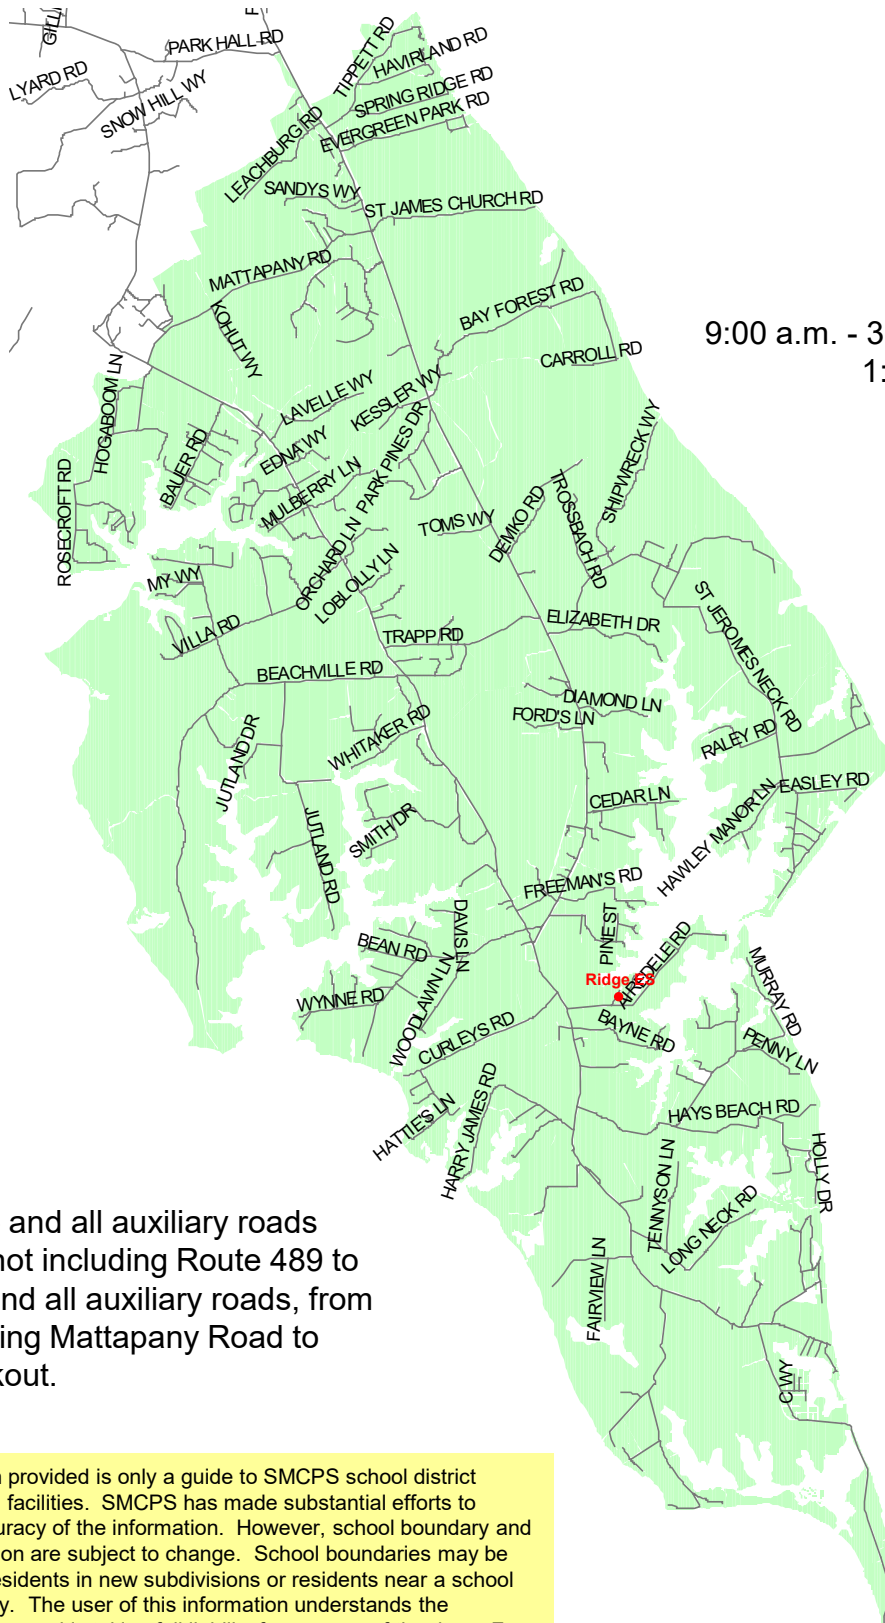 GILLI
F
PARK HALL RD
LYARD RD
SNOW HILL WY
TIPPETT RD
HAVIRLAND RD
SPRING RIDGE RD
EVERGREEN PARK RD
LEACHBURG RD
SANDYS WY
ST JAMES CHURCH RD
MATTAPANY RD
KOHUT WY
BAY FOREST RD
CARROLL RD
9:00 a.m. - 3
1:
HOGABOOM LN
LAVELLE WY
KESSLER WY
EDNA WY
BAUER RD
MULBERRY LN
PARK PINES DR
ROSECROFT RD
SHIPWRECK WY
TROSSBACH RD
DEMKO RD
TOMS WY
ORCHARD LN
LOBLOLLY LN
MY WY
VILLA RD
TRAPP RD
ELIZABETH DR
ST JEROMES NECK RD
BEACHVILLE RD
DIAMOND LN
FORD'S LN
WHITAKER RD
JUTLAND DR
RALEY RD
EASLEY RD
CEDAR LN
HAWLEY MANOR LN
JUTLAND RD
SMITH DR
FREEMAN'S RD
DAVIS LN
PINE ST
BEAN RD
WOODLAWN LN
WYNNE RD
Ridge ES
AIREDELE RD
MURRAY RD
BAYNE RD
PENNY LN
CURLEYS RD
HATTIES LN
HARRY JAMES RD
HAYS BEACH RD
HOLLY DR
TENNYSON LN
LONG NECK RD
FAIRVIEW LN
C WY
and all auxiliary roads
not including Route 489 to
nd all auxiliary roads, from
ing Mattapany Road to
kout.
n provided is only a guide to SMCPS school district
facilities.  SMCPS has made substantial efforts to
uracy of the information.  However, school boundary and
on are subject to change.  School boundaries may be
esidents in new subdivisions or residents near a school
y.  The user of this information understands the